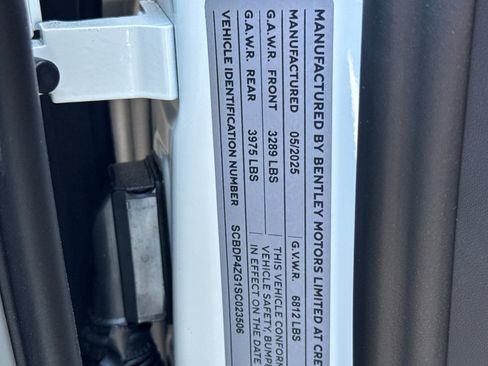 MANUFACTURED BY BENTLEY MOTORS LIMITED AT CRE
MANUFACTURED 05/2025 G.V.W.R. 6812 LBS
G.A.W.R. FRONT 3289 LBS THIS VEHICLE CONFORM
G.A.W.R. REAR 3975 LBS VEHICLE SAFETY, BUMP
IN EFFECT ON THE DATE
VEHICLE IDENTIFICATION NUMBER SCBDP4ZG1SC023506